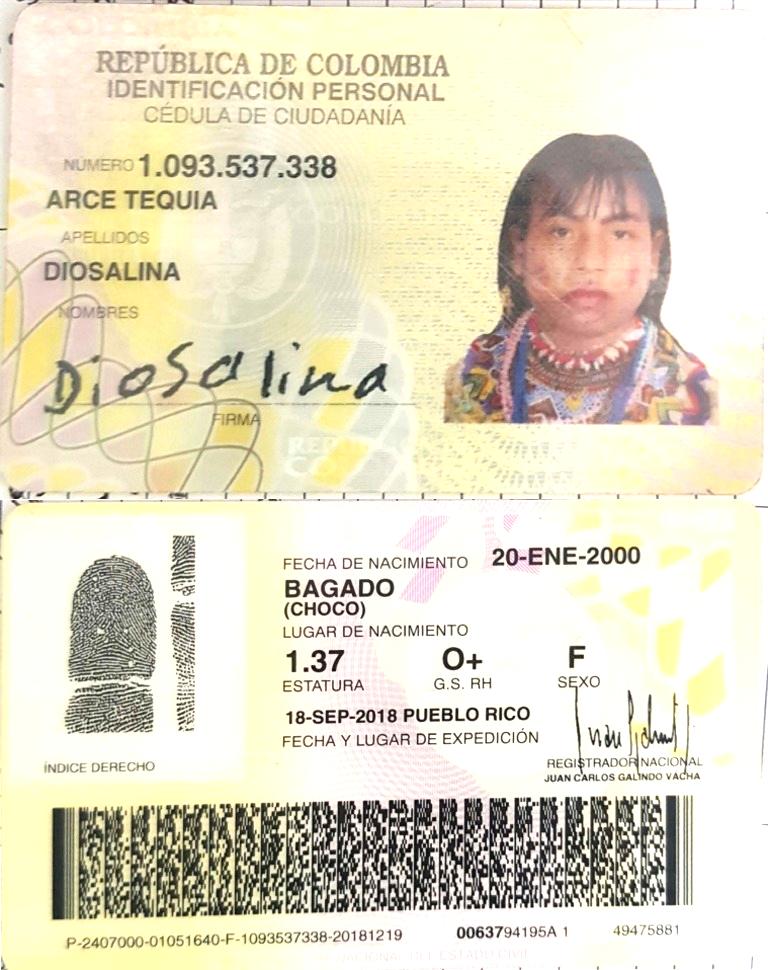 REPÚBLICA DE COLOMBIA
IDENTIFICACIÓN PERSONAL
CÉDULA DE CIUDADANÍA
NUMERO 1.093.537.338
ARCE TEQUIA
APELLIDOS
DIOSALINA
NOMBRES
Diosalina
FIRMA
FECHA DE NACIMIENTO 20-ENE-2000
BAGADO
(CHOCO)
LUGAR DE NACIMIENTO
1.37 O+ F
ESTATURA G.S. RH SEXO
18-SEP-2018 PUEBLO RICO
FECHA Y LUGAR DE EXPEDICIÓN
ÍNDICE DERECHO
REGISTRADOR NACIONAL
JUAN CARLOS GALINDO VACHA
P-2407000-01051640-F-1093537338-20181219 0063794195A 1 49475881